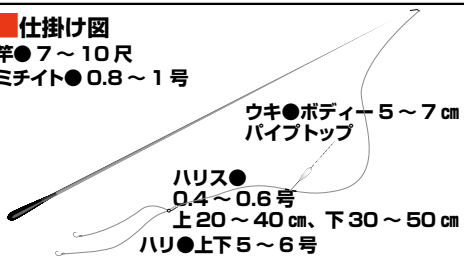 仕掛け図
竿●7～10尺
ミチイト●0.8～1号
ウキ●ボディー5～7㎝
パイプトップ
ハリス●
0.4～0.6号
上20～40㎝、下30～50㎝
ハリ●上下5～6号